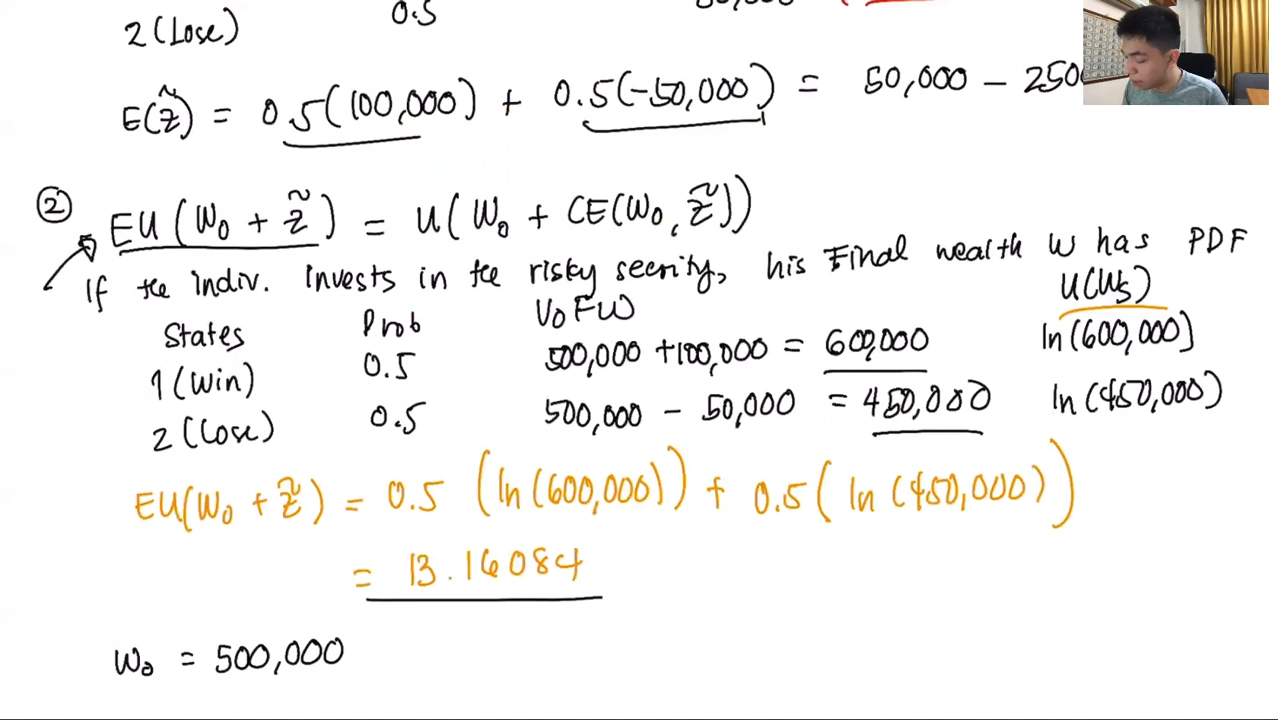 2 (Lose) 0.5
E(z̃) = 0.5(100,000) + 0.5(-50,000) = 50,000 - 250
②
EU(W₀ + z̃) = U(W₀ + CE(W₀, z̃))
If the indiv. invests in the risky security, his Final wealth W has PDF
States Prob VoFW U(Ws)
1 (Win) 0.5 500,000 + 100,000 = 600,000 ln(600,000)
2 (Lose) 0.5 500,000 - 50,000 = 450,000 ln(450,000)
EU(W₀ + z̃) = 0.5 (ln(600,000)) + 0.5 (ln(450,000))
= 13.16084
W₀ = 500,000